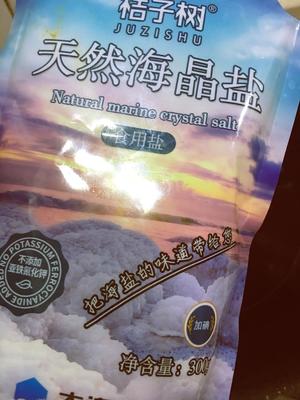 桔子树®
JUZISHU
天然海晶盐
Natural marine crystal salt
食用盐
不添加
亚铁氰化钾
NO ADDED POTASSIUM FERROCYANIDE
把海盐的味道带给您
加碘
净含量：300